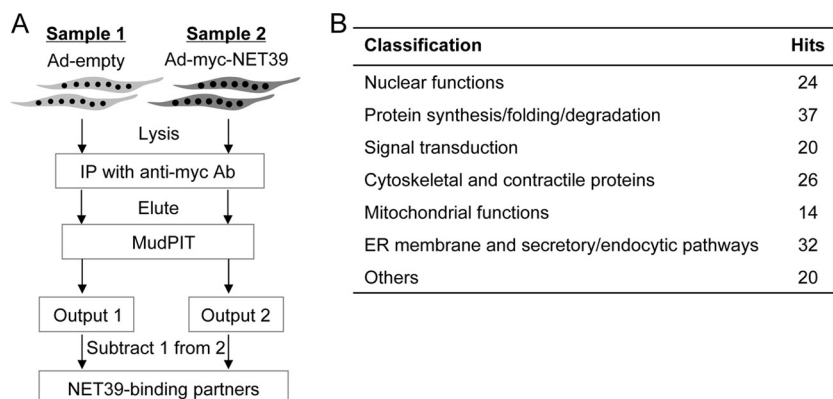 A
Sample 1 Sample 2
Ad-empty Ad-myc-NET39
Lysis
IP with anti-myc Ab
Elute
MudPIT
Output 1 Output 2
Subtract 1 from 2
NET39-binding partners
B
Classification Hits
Nuclear functions 24
Protein synthesis/folding/degradation 37
Signal transduction 20
Cytoskeletal and contractile proteins 26
Mitochondrial functions 14
ER membrane and secretory/endocytic pathways 32
Others 20